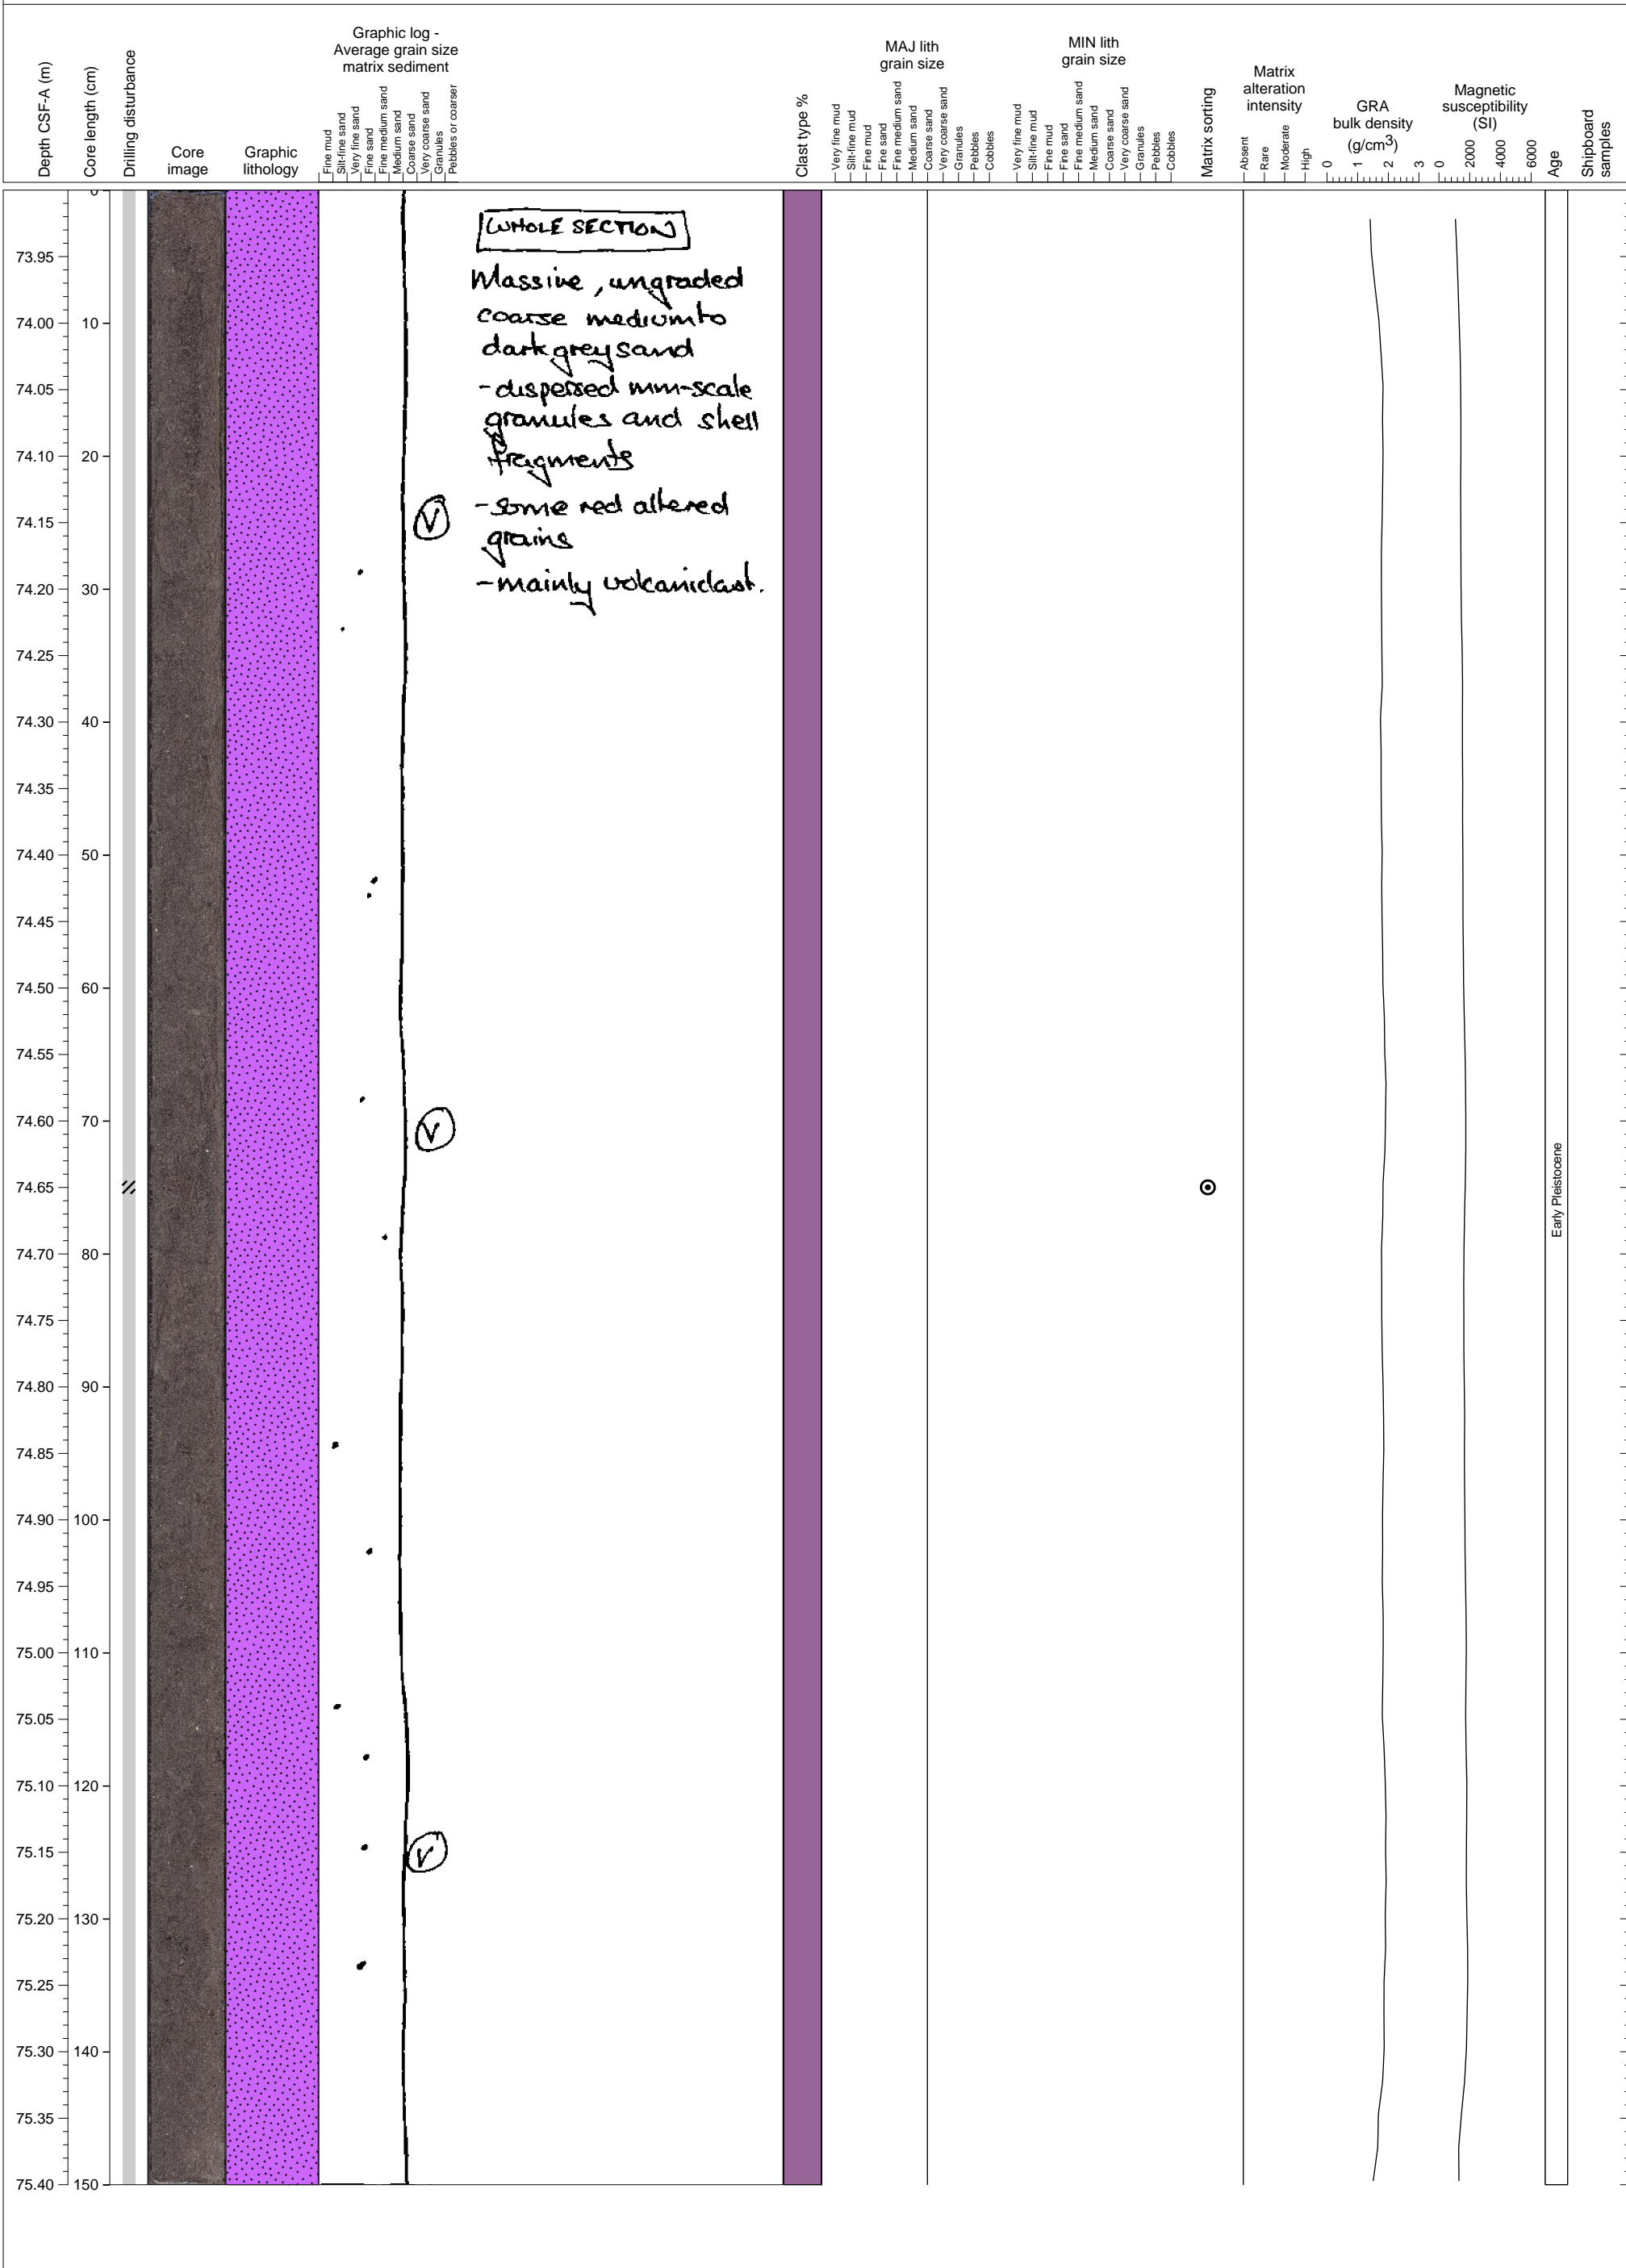 Depth CSF-A (m)
Core length (cm)
Drilling disturbance
Core
image
Graphic
lithology
Graphic log -
Average grain size
matrix sediment
Fine mud
Silt-fine sand
Very fine sand
Fine sand
Fine medium sand
Medium sand
Coarse sand
Very coarse sand
Granules
Pebbles or coarser
Clast type %
MAJ lith
grain size
Very fine mud
Silt-fine mud
Fine mud
Fine sand
Fine medium sand
Medium sand
Coarse sand
Very coarse sand
Granules
Pebbles
Cobbles
MIN lith
grain size
Very fine mud
Silt-fine mud
Fine mud
Fine sand
Fine medium sand
Medium sand
Coarse sand
Very coarse sand
Granules
Pebbles
Cobbles
Matrix sorting
Matrix
alteration
intensity
Absent
Rare
Moderate
High
GRA
bulk density
(g/cm3)
0 1 2 3
Magnetic
susceptibility
(SI)
0 2000 4000 6000
Age
Shipboard
samples
0
73.95
74.00 10
74.05
74.10 20
74.15
74.20 30
74.25
74.30 40
74.35
74.40 50
74.45
74.50 60
74.55
74.60 70
74.65
74.70 80
74.75
74.80 90
74.85
74.90 100
74.95
75.00 110
75.05
75.10 120
75.15
75.20 130
75.25
75.30 140
75.35
75.40 150
(WHOLE SECTION)
Massive, ungraded
coarse medium to
dark grey sand
- dispersed mm-scale
granules and shell
fragments
- some red altered
grains
- mainly volcaniclast.
V
V
V
Early Pleistocene